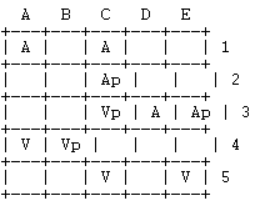 A B C D E
+---+---+---+---+---+
| A |   | A |   |   | 1
+---+---+---+---+---+
|   |   | Ap |   |   | 2
+---+---+---+---+---+
|   |   | Vp | A | Ap | 3
+---+---+---+---+---+
| V | Vp |   |   |   | 4
+---+---+---+---+---+
|   |   | V |   | V | 5
+---+---+---+---+---+